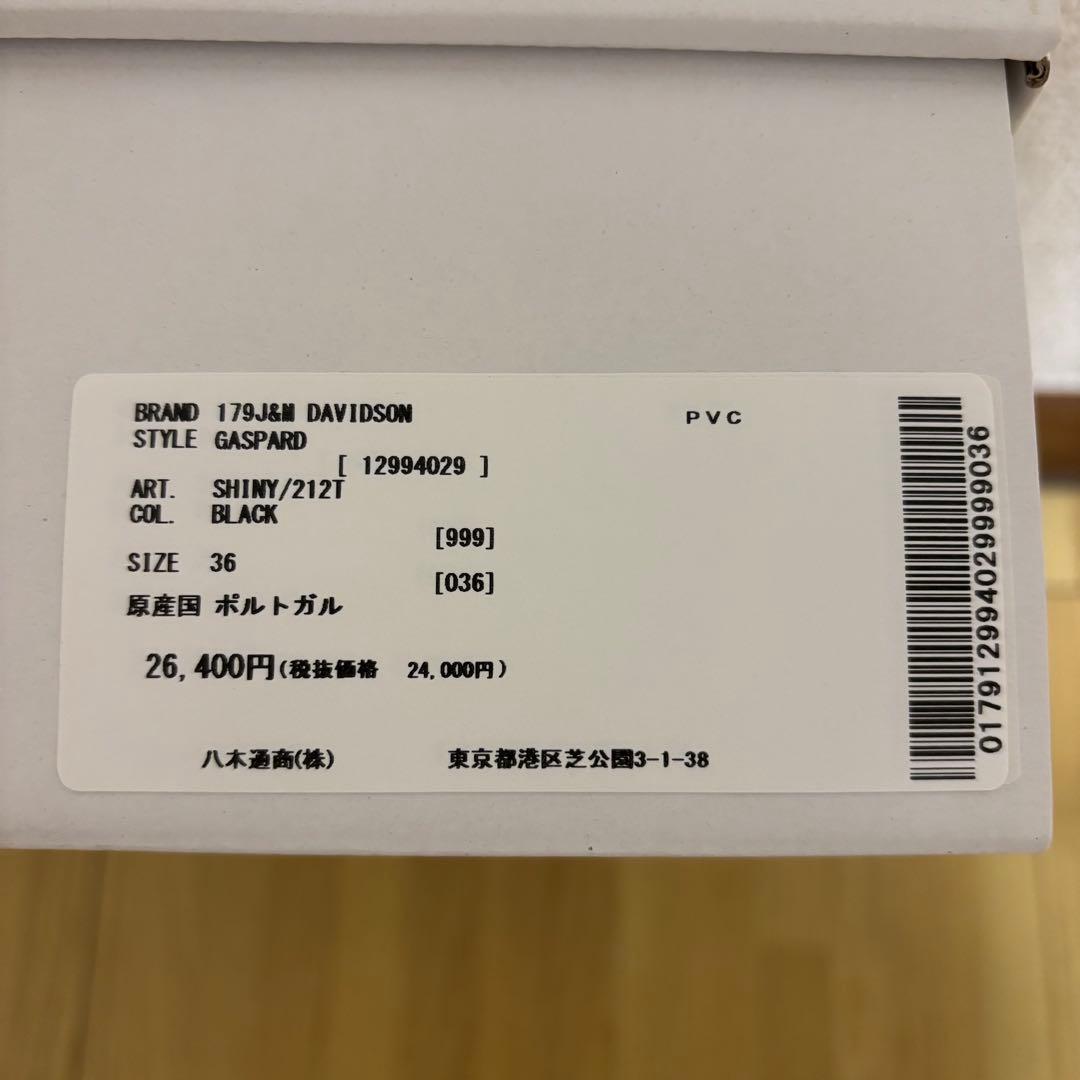 BRAND 179J&M DAVIDSON PVC
STYLE GASPARD
[ 12994029 ]
ART. SHINY/212T
COL. BLACK
[999]
SIZE 36
[036]
原産国 ポルトガル
26,400円(税抜価格 24,000円)
八木通商(株) 東京都港区芝公園3-1-38
017912994029999036